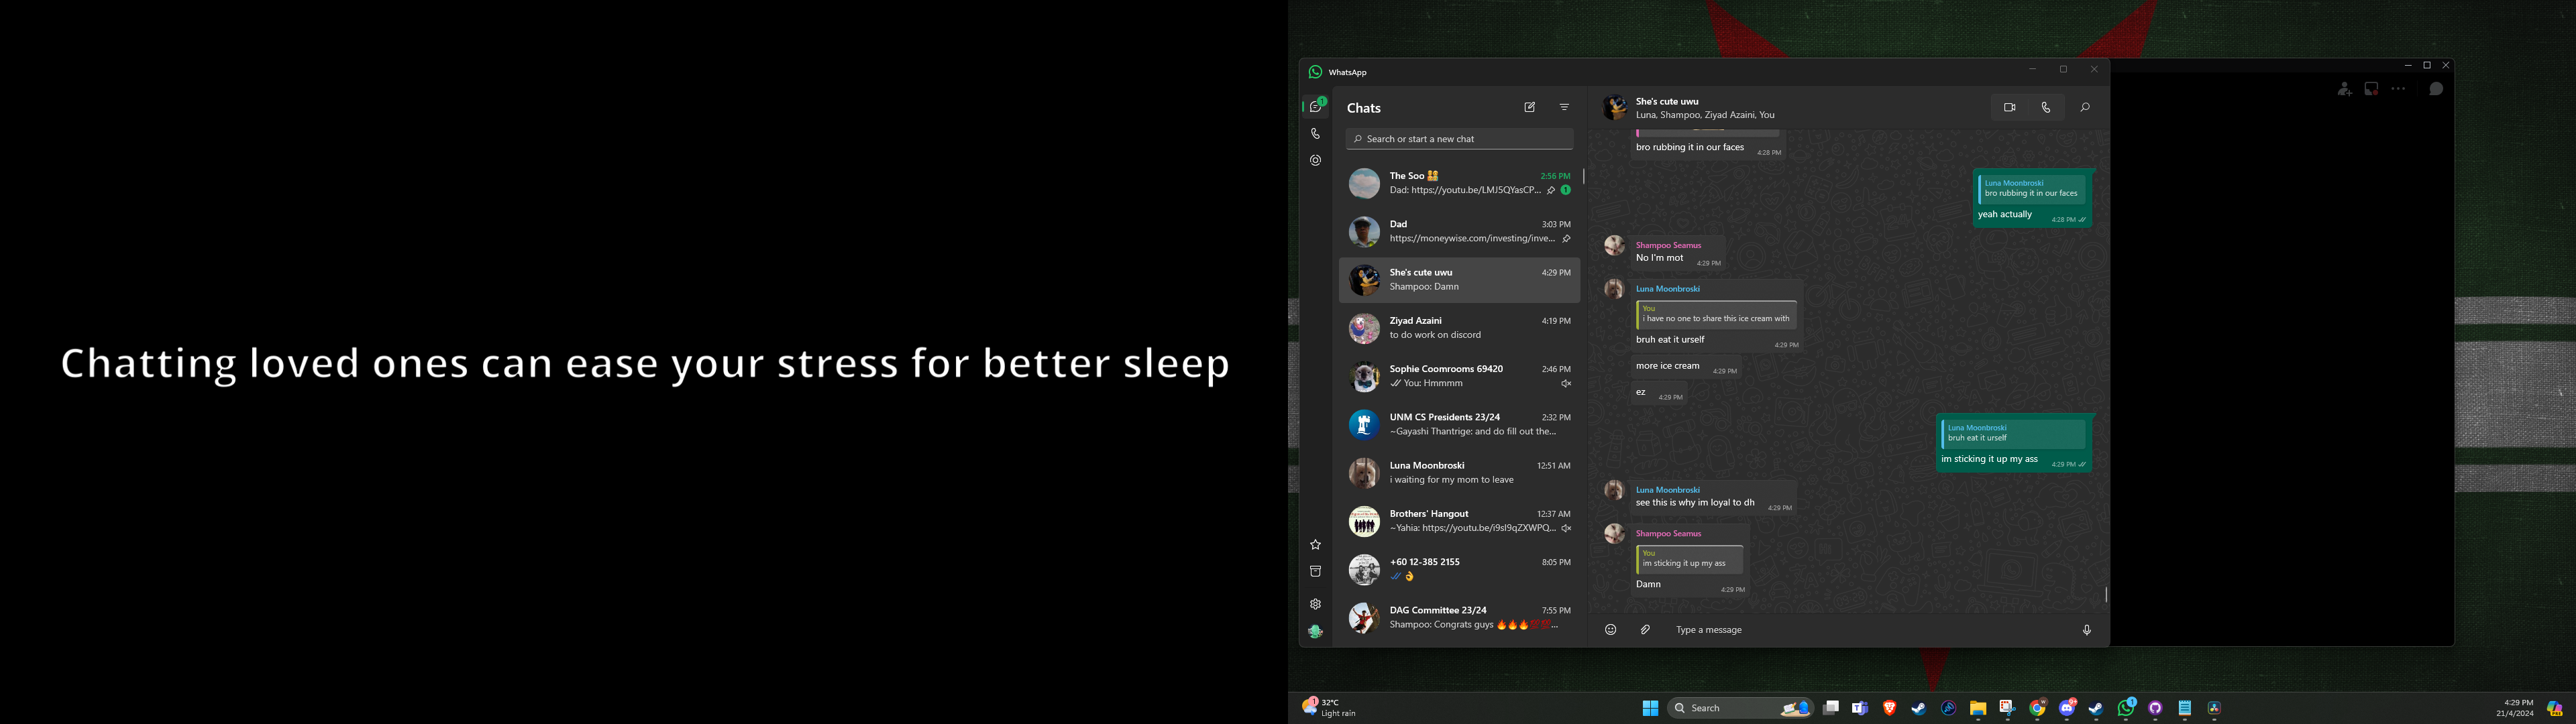 Chatting loved ones can ease your stress for better sleep
WhatsApp
1
Chats
Search or start a new chat
The Soo 👫
2:56 PM
Dad: https://youtu.be/LMJ5QYasCP...
1
Dad
3:03 PM
https://moneywise.com/investing/inve...
She's cute uwu
4:29 PM
Shampoo: Damn
Ziyad Azaini
4:19 PM
to do work on discord
Sophie Coomrooms 69420
2:46 PM
You: Hmmmm
UNM CS Presidents 23/24
2:32 PM
~Gayashi Thantrige: and do fill out the...
Luna Moonbroski
12:51 AM
i waiting for my mom to leave
Brothers' Hangout
12:37 AM
~Yahia: https://youtu.be/i9sI9qZXWPQ...
+60 12-385 2155
8:05 PM
👌
DAG Committee 23/24
7:55 PM
Shampoo: Congrats guys 🔥🔥🔥💯💯...
She's cute uwu
Luna, Shampoo, Ziyad Azaini, You
bro rubbing it in our faces
4:28 PM
Luna Moonbroski
bro rubbing it in our faces
yeah actually
4:28 PM
Shampoo Seamus
No I'm mot
4:29 PM
Luna Moonbroski
You
i have no one to share this ice cream with
bruh eat it urself
4:29 PM
more ice cream
4:29 PM
ez
4:29 PM
Luna Moonbroski
bruh eat it urself
im sticking it up my ass
4:29 PM
Luna Moonbroski
see this is why im loyal to dh
4:29 PM
Shampoo Seamus
You
im sticking it up my ass
Damn
4:29 PM
Type a message
1
32°C
Light rain
Search
4:29 PM
21/4/2024